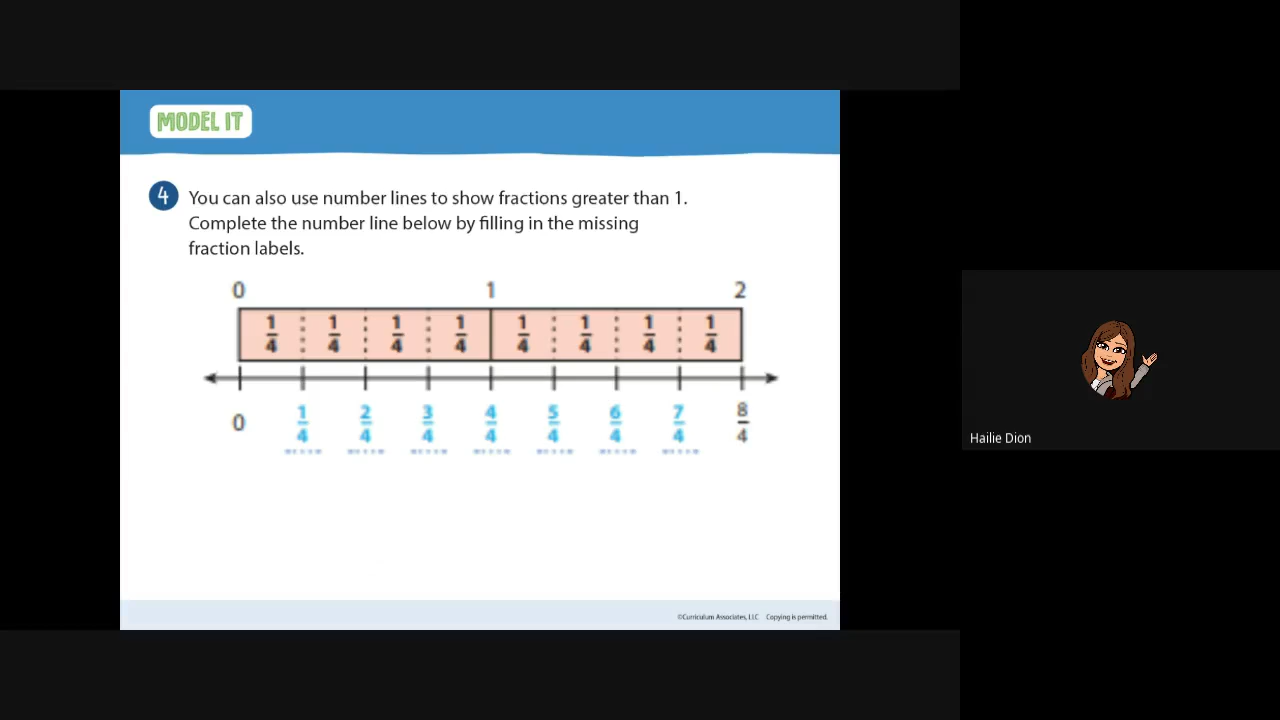 MODEL IT
4 You can also use number lines to show fractions greater than 1.
Complete the number line below by filling in the missing
fraction labels.
0 1 2
1/4 1/4 1/4 1/4 1/4 1/4 1/4 1/4
0 1/4 2/4 3/4 4/4 5/4 6/4 7/4 8/4
Hailie Dion
©Curriculum Associates, LLC Copying is permitted.